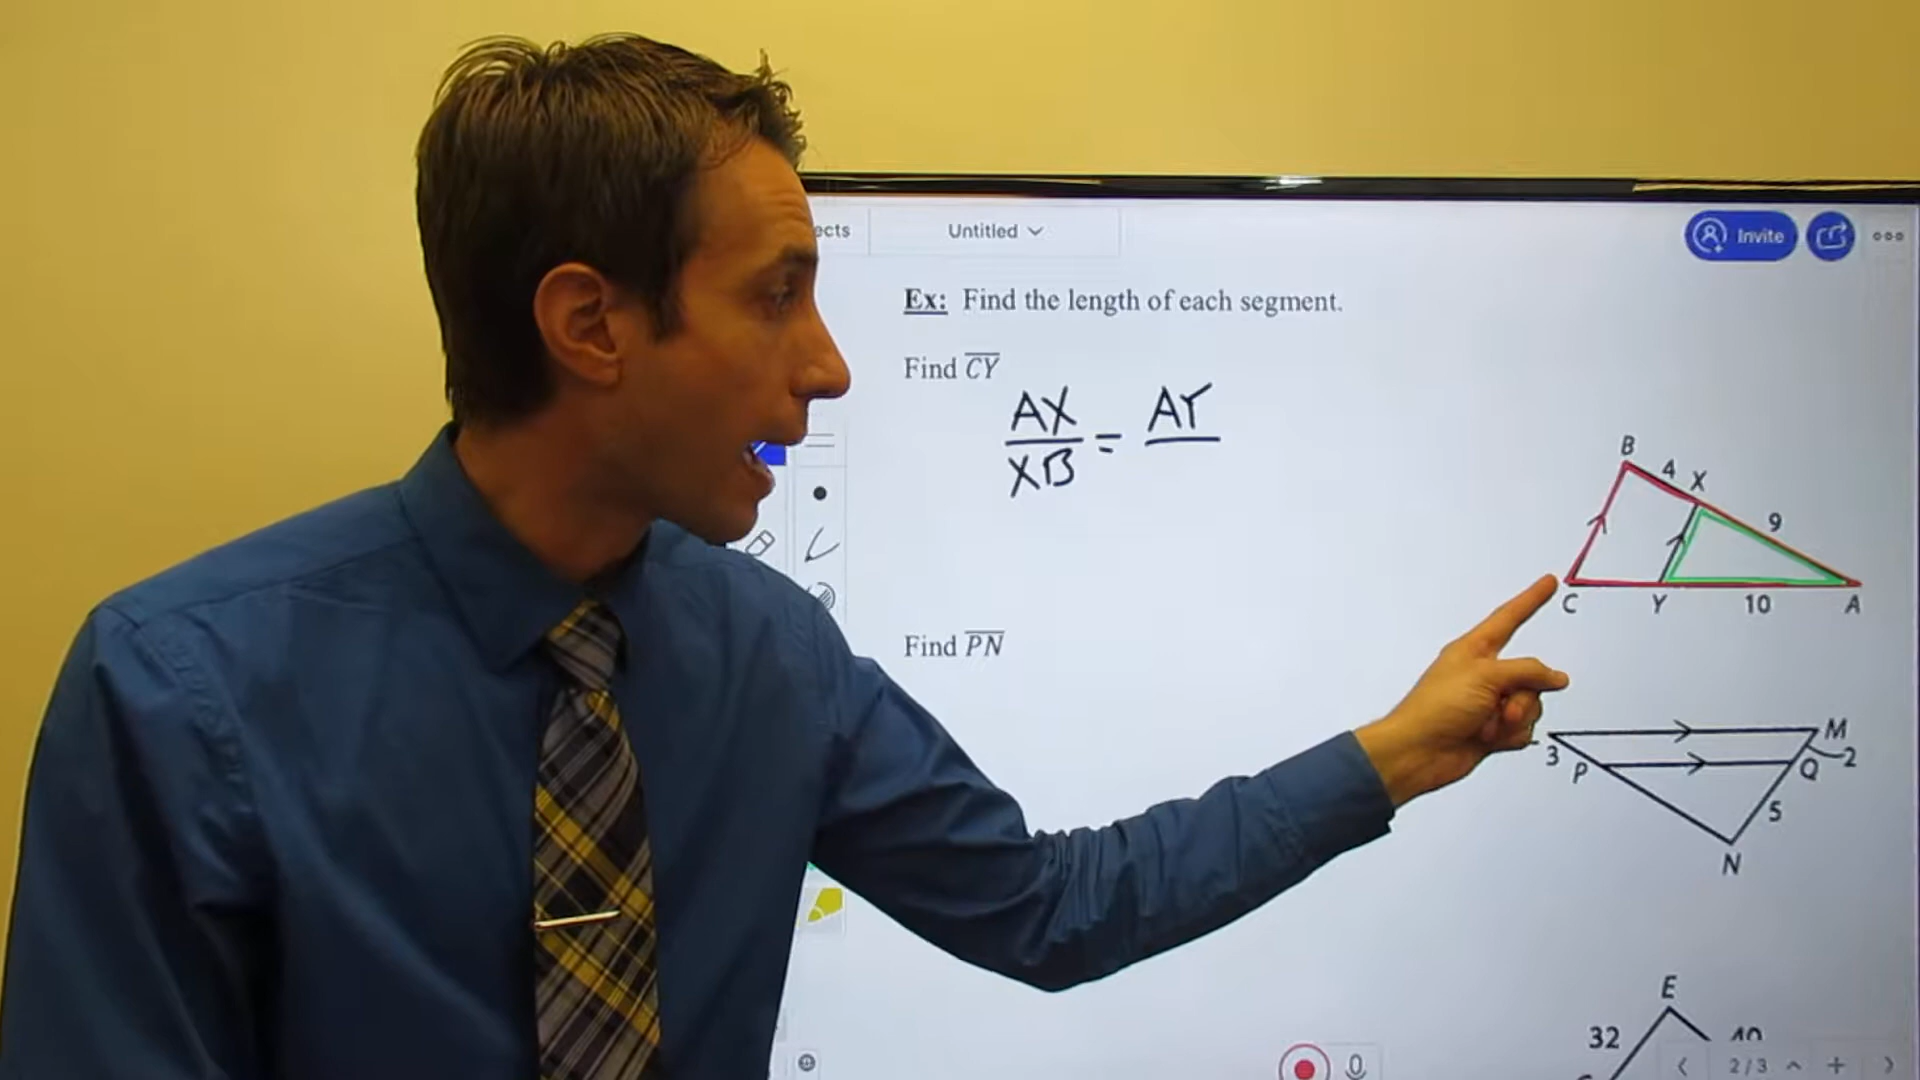 ects Untitled Invite
Ex: Find the length of each segment.
Find CY
AX = AY
XB
B 4 X
9
C Y 10 A
Find PN
M
3 P Q 2
5
N
E
32 40
2/3